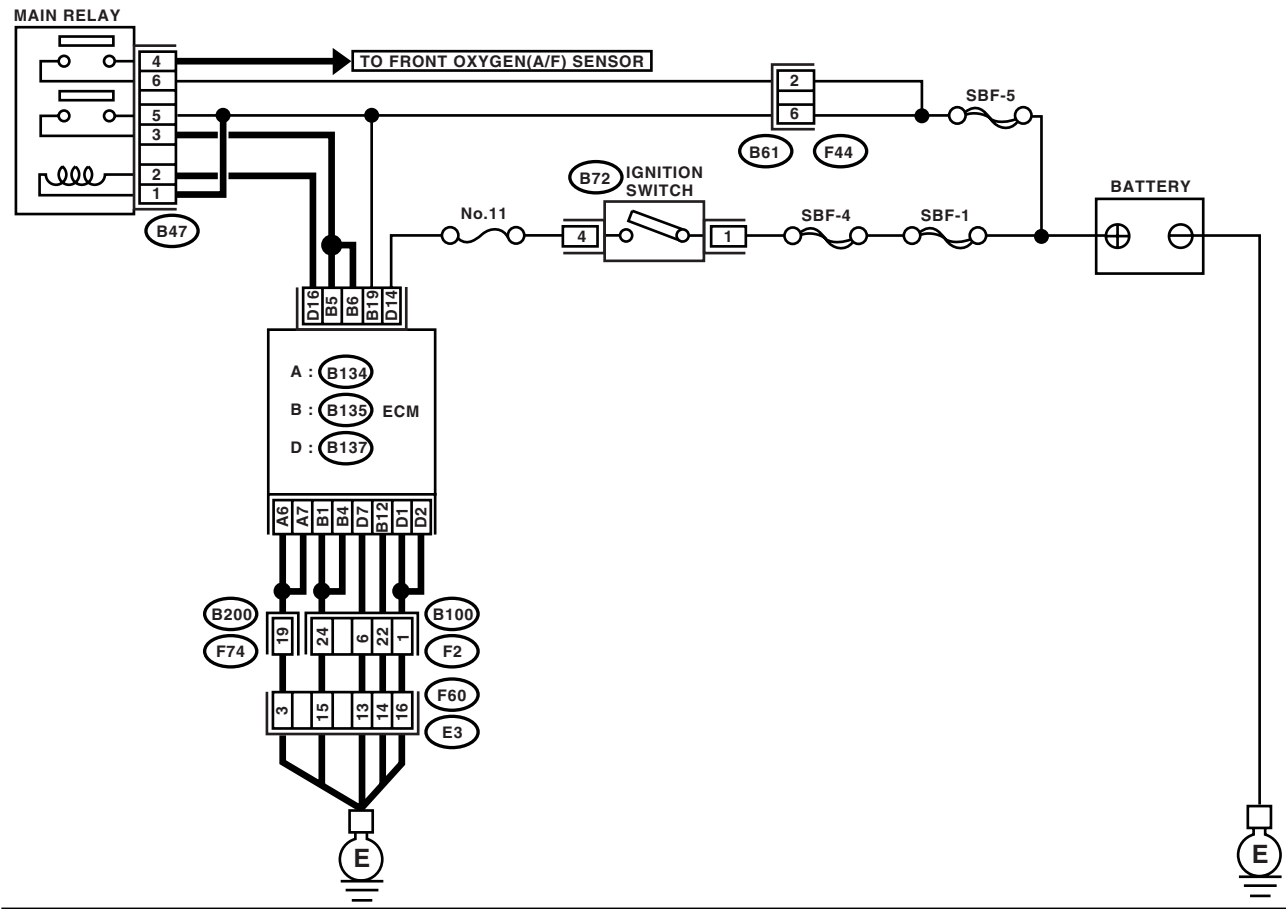 MAIN RELAY
4
TO FRONT OXYGEN(A/F) SENSOR
6
5
3
2
1
B47
2
6
B61
F44
SBF-5
B72
IGNITION
SWITCH
No.11
4
1
SBF-4
SBF-1
BATTERY
D16
B5
B6
B19
D14
A : B134
B : B135
ECM
D : B137
A6
A7
B1
B4
D7
B12
D1
D2
B200
F74
19
24
6
22
1
B100
F2
3
15
13
14
16
F60
E3
E
E